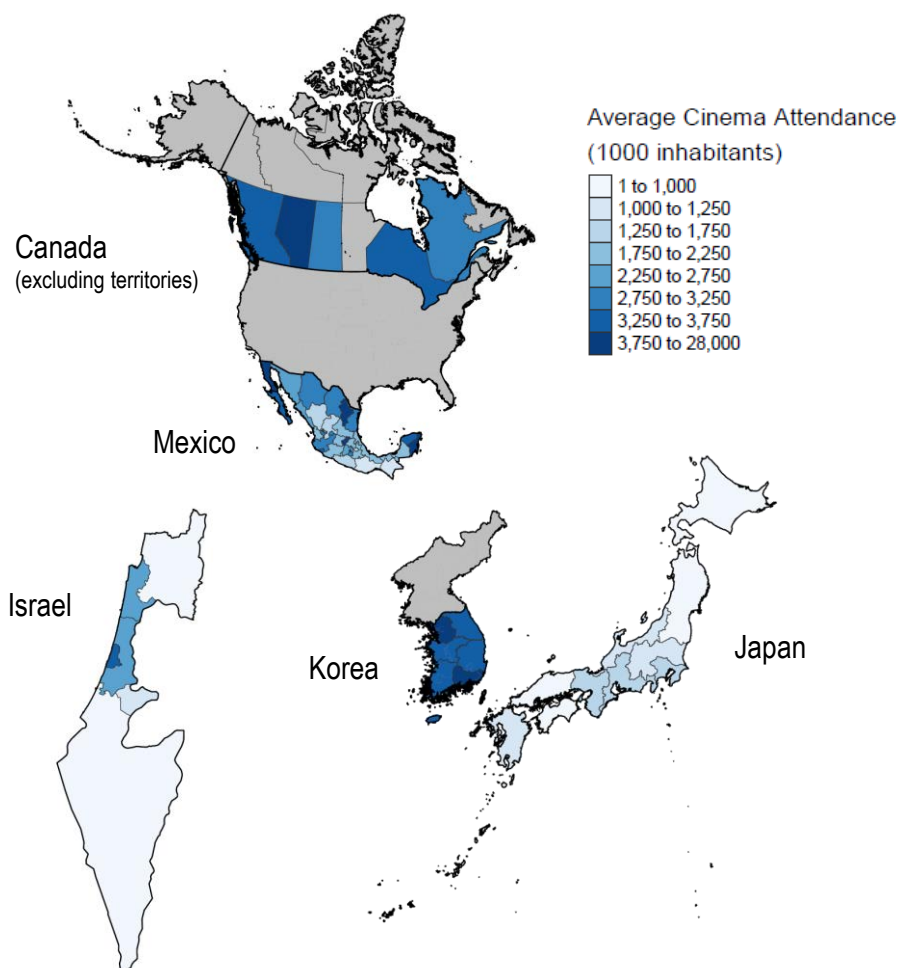 Average Cinema Attendance
(1000 inhabitants)
1 to 1,000
1,000 to 1,250
1,250 to 1,750
1,750 to 2,250
2,250 to 2,750
2,750 to 3,250
3,250 to 3,750
3,750 to 28,000
Canada
(excluding territories)
Mexico
Israel
Korea
Japan